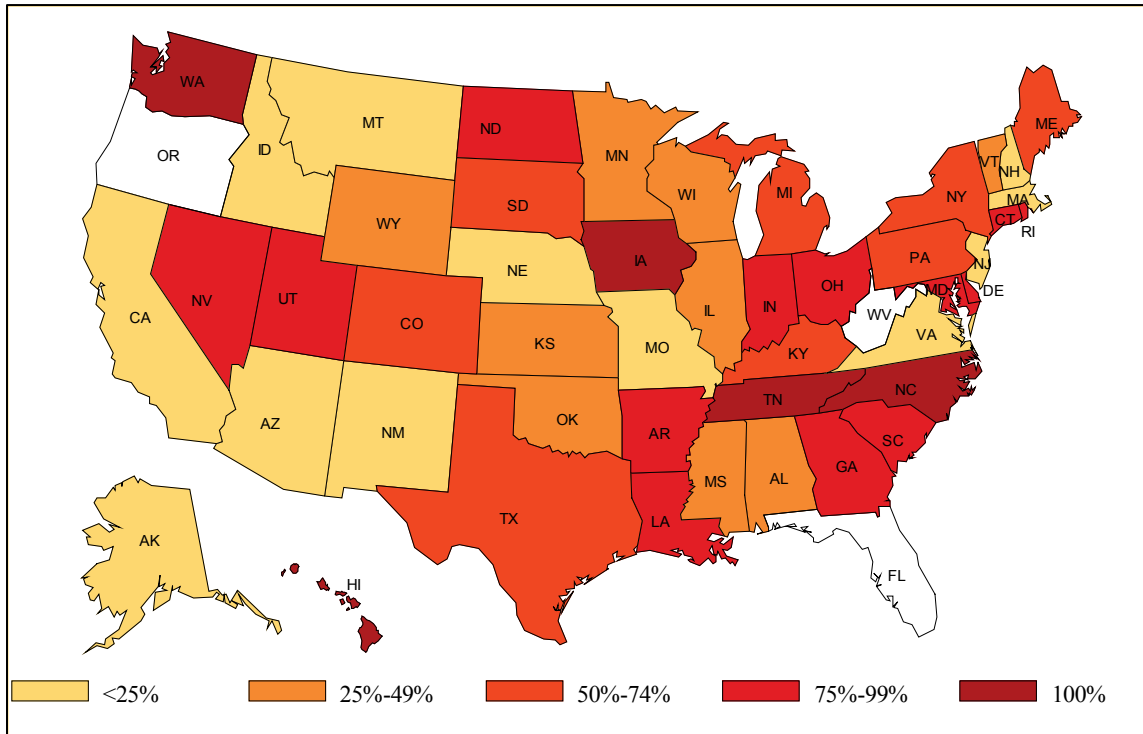 WA
ME
MT
ND
VT
MN
OR
ID
NH
WI
MA
NY
MI
SD
CT
WY
RI
PA
IA
NJ
NE
OH
MD
DE
NV
UT
IN
IL
WV
CA
CO
VA
KS
MO
KY
NC
TN
OK
AZ
NM
AR
SC
GA
MS
AL
TX
LA
AK
FL
HI
<25%
25%-49%
50%-74%
75%-99%
100%